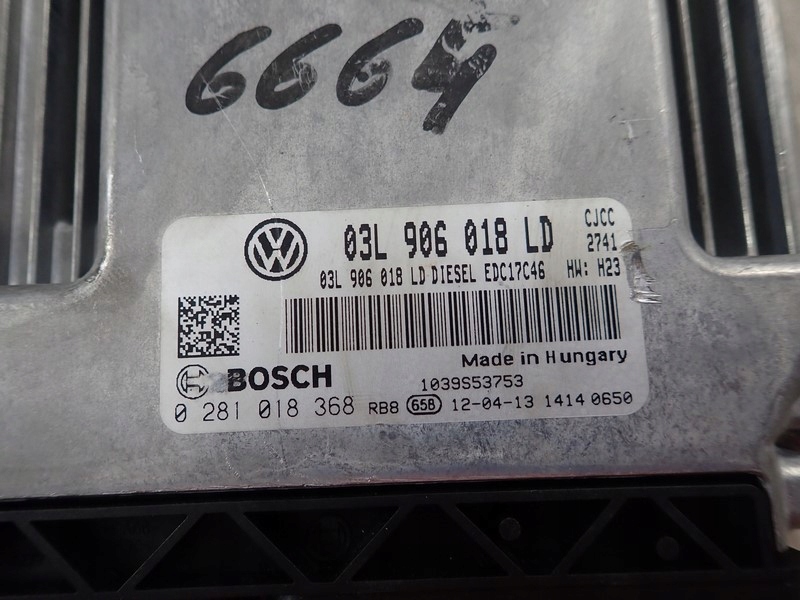 6664
03L 906 018 LD CJCC
2741
03L 906 018 LD DIESEL EDC17C46 HW: H23
Made in Hungary
BOSCH 1039S53753
0 281 018 368 RB8 65B 12-04-13 1414 0650